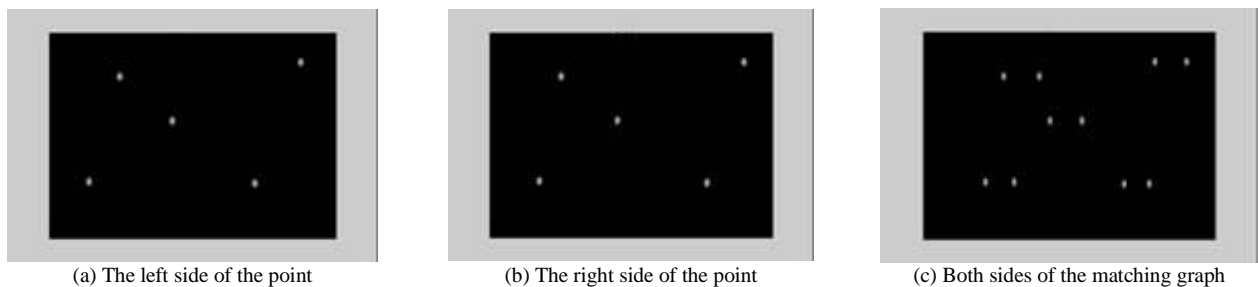 (a) The left side of the point
(b) The right side of the point
(c) Both sides of the matching graph